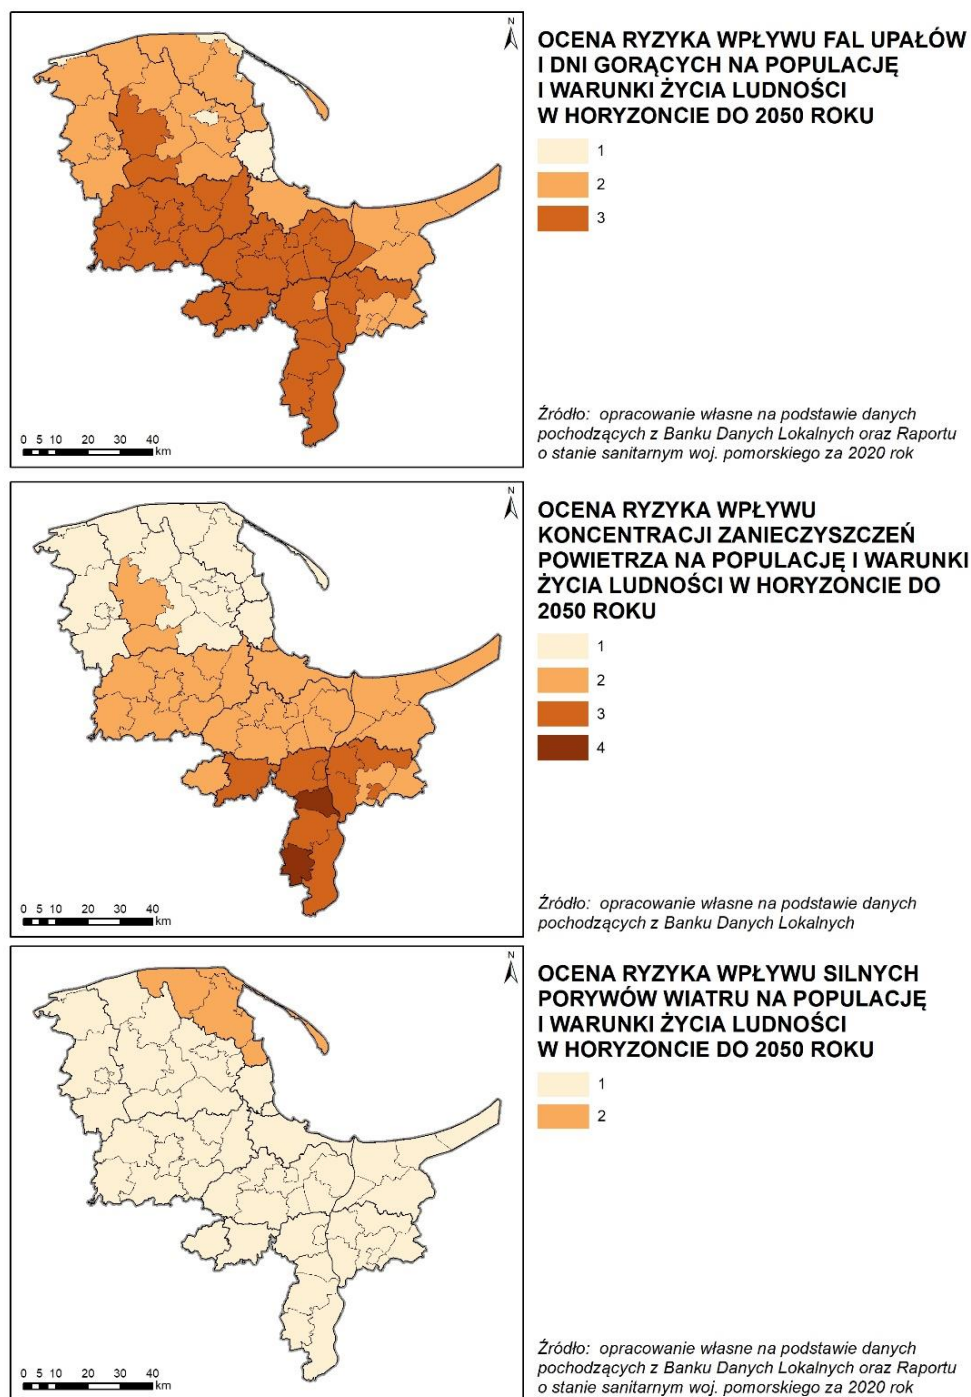 N
OCENA RYZYKA WPŁYWU FAL UPAŁÓW
I DNI GORĄCYCH NA POPULACJĘ
I WARUNKI ŻYCIA LUDNOŚCI
W HORYZONCIE DO 2050 ROKU
1
2
3
Źródło: opracowanie własne na podstawie danych
pochodzących z Banku Danych Lokalnych oraz Raportu
o stanie sanitarnym woj. pomorskiego za 2020 rok
0 5 10 20 30 40
km
N
OCENA RYZYKA WPŁYWU
KONCENTRACJI ZANIECZYSZCZEŃ
POWIETRZA NA POPULACJĘ I WARUNKI
ŻYCIA LUDNOŚCI W HORYZONCIE DO
2050 ROKU
1
2
3
4
Źródło: opracowanie własne na podstawie danych
pochodzących z Banku Danych Lokalnych
0 5 10 20 30 40
km
N
OCENA RYZYKA WPŁYWU SILNYCH
PORYWÓW WIATRU NA POPULACJĘ
I WARUNKI ŻYCIA LUDNOŚCI
W HORYZONCIE DO 2050 ROKU
1
2
Źródło: opracowanie własne na podstawie danych
pochodzących z Banku Danych Lokalnych oraz Raportu
o stanie sanitarnym woj. pomorskiego za 2020 rok
0 5 10 20 30 40
km